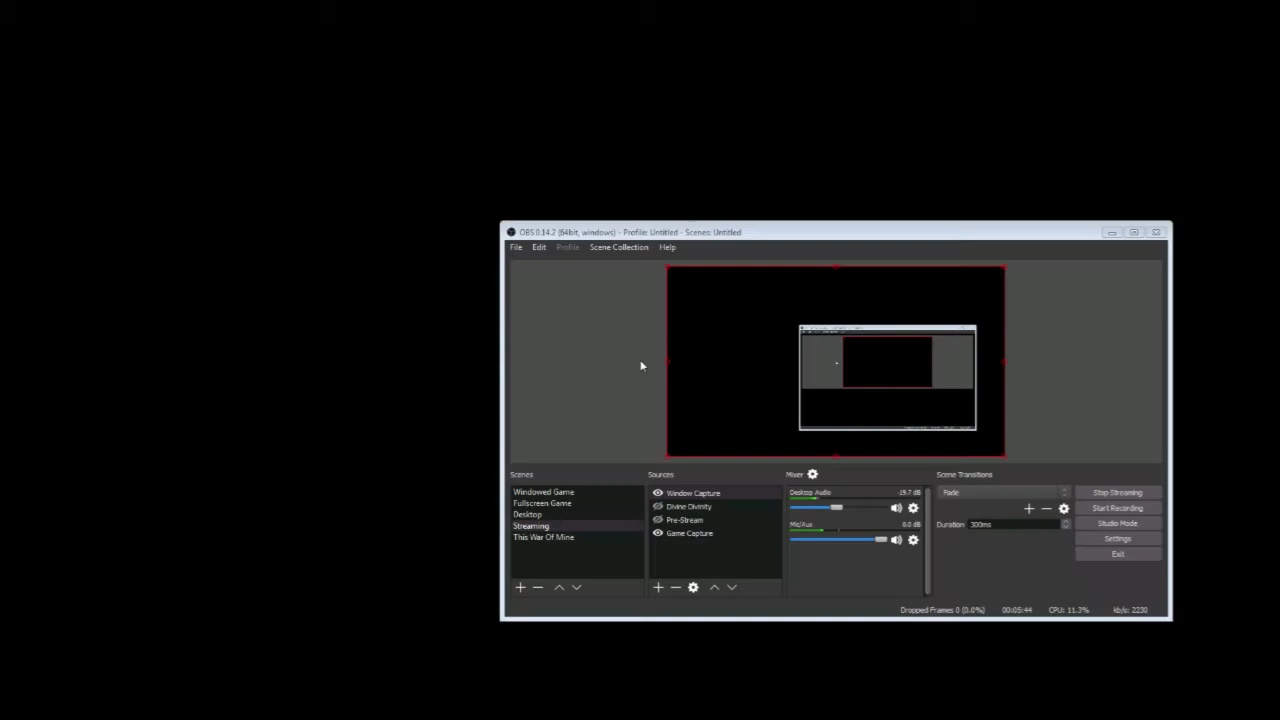 OBS 0.14.2 (64bit, windows) - Profile: Untitled - Scenes: Untitled
File Edit Profile Scene Collection Help
Scenes Sources Mixer Scene Transitions
Windowed Game
Fullscreen Game
Desktop
Streaming
This War Of Mine
Window Capture
Divine Divinity
Pre-Stream
Game Capture
Desktop Audio -19.7 dB
Mic/Aux 0.0 dB
Fade
Duration 300ms
Stop Streaming
Start Recording
Studio Mode
Settings
Exit
Dropped Frames 0 (0.0%) 00:05:44 CPU: 11.3% kb/s: 2230